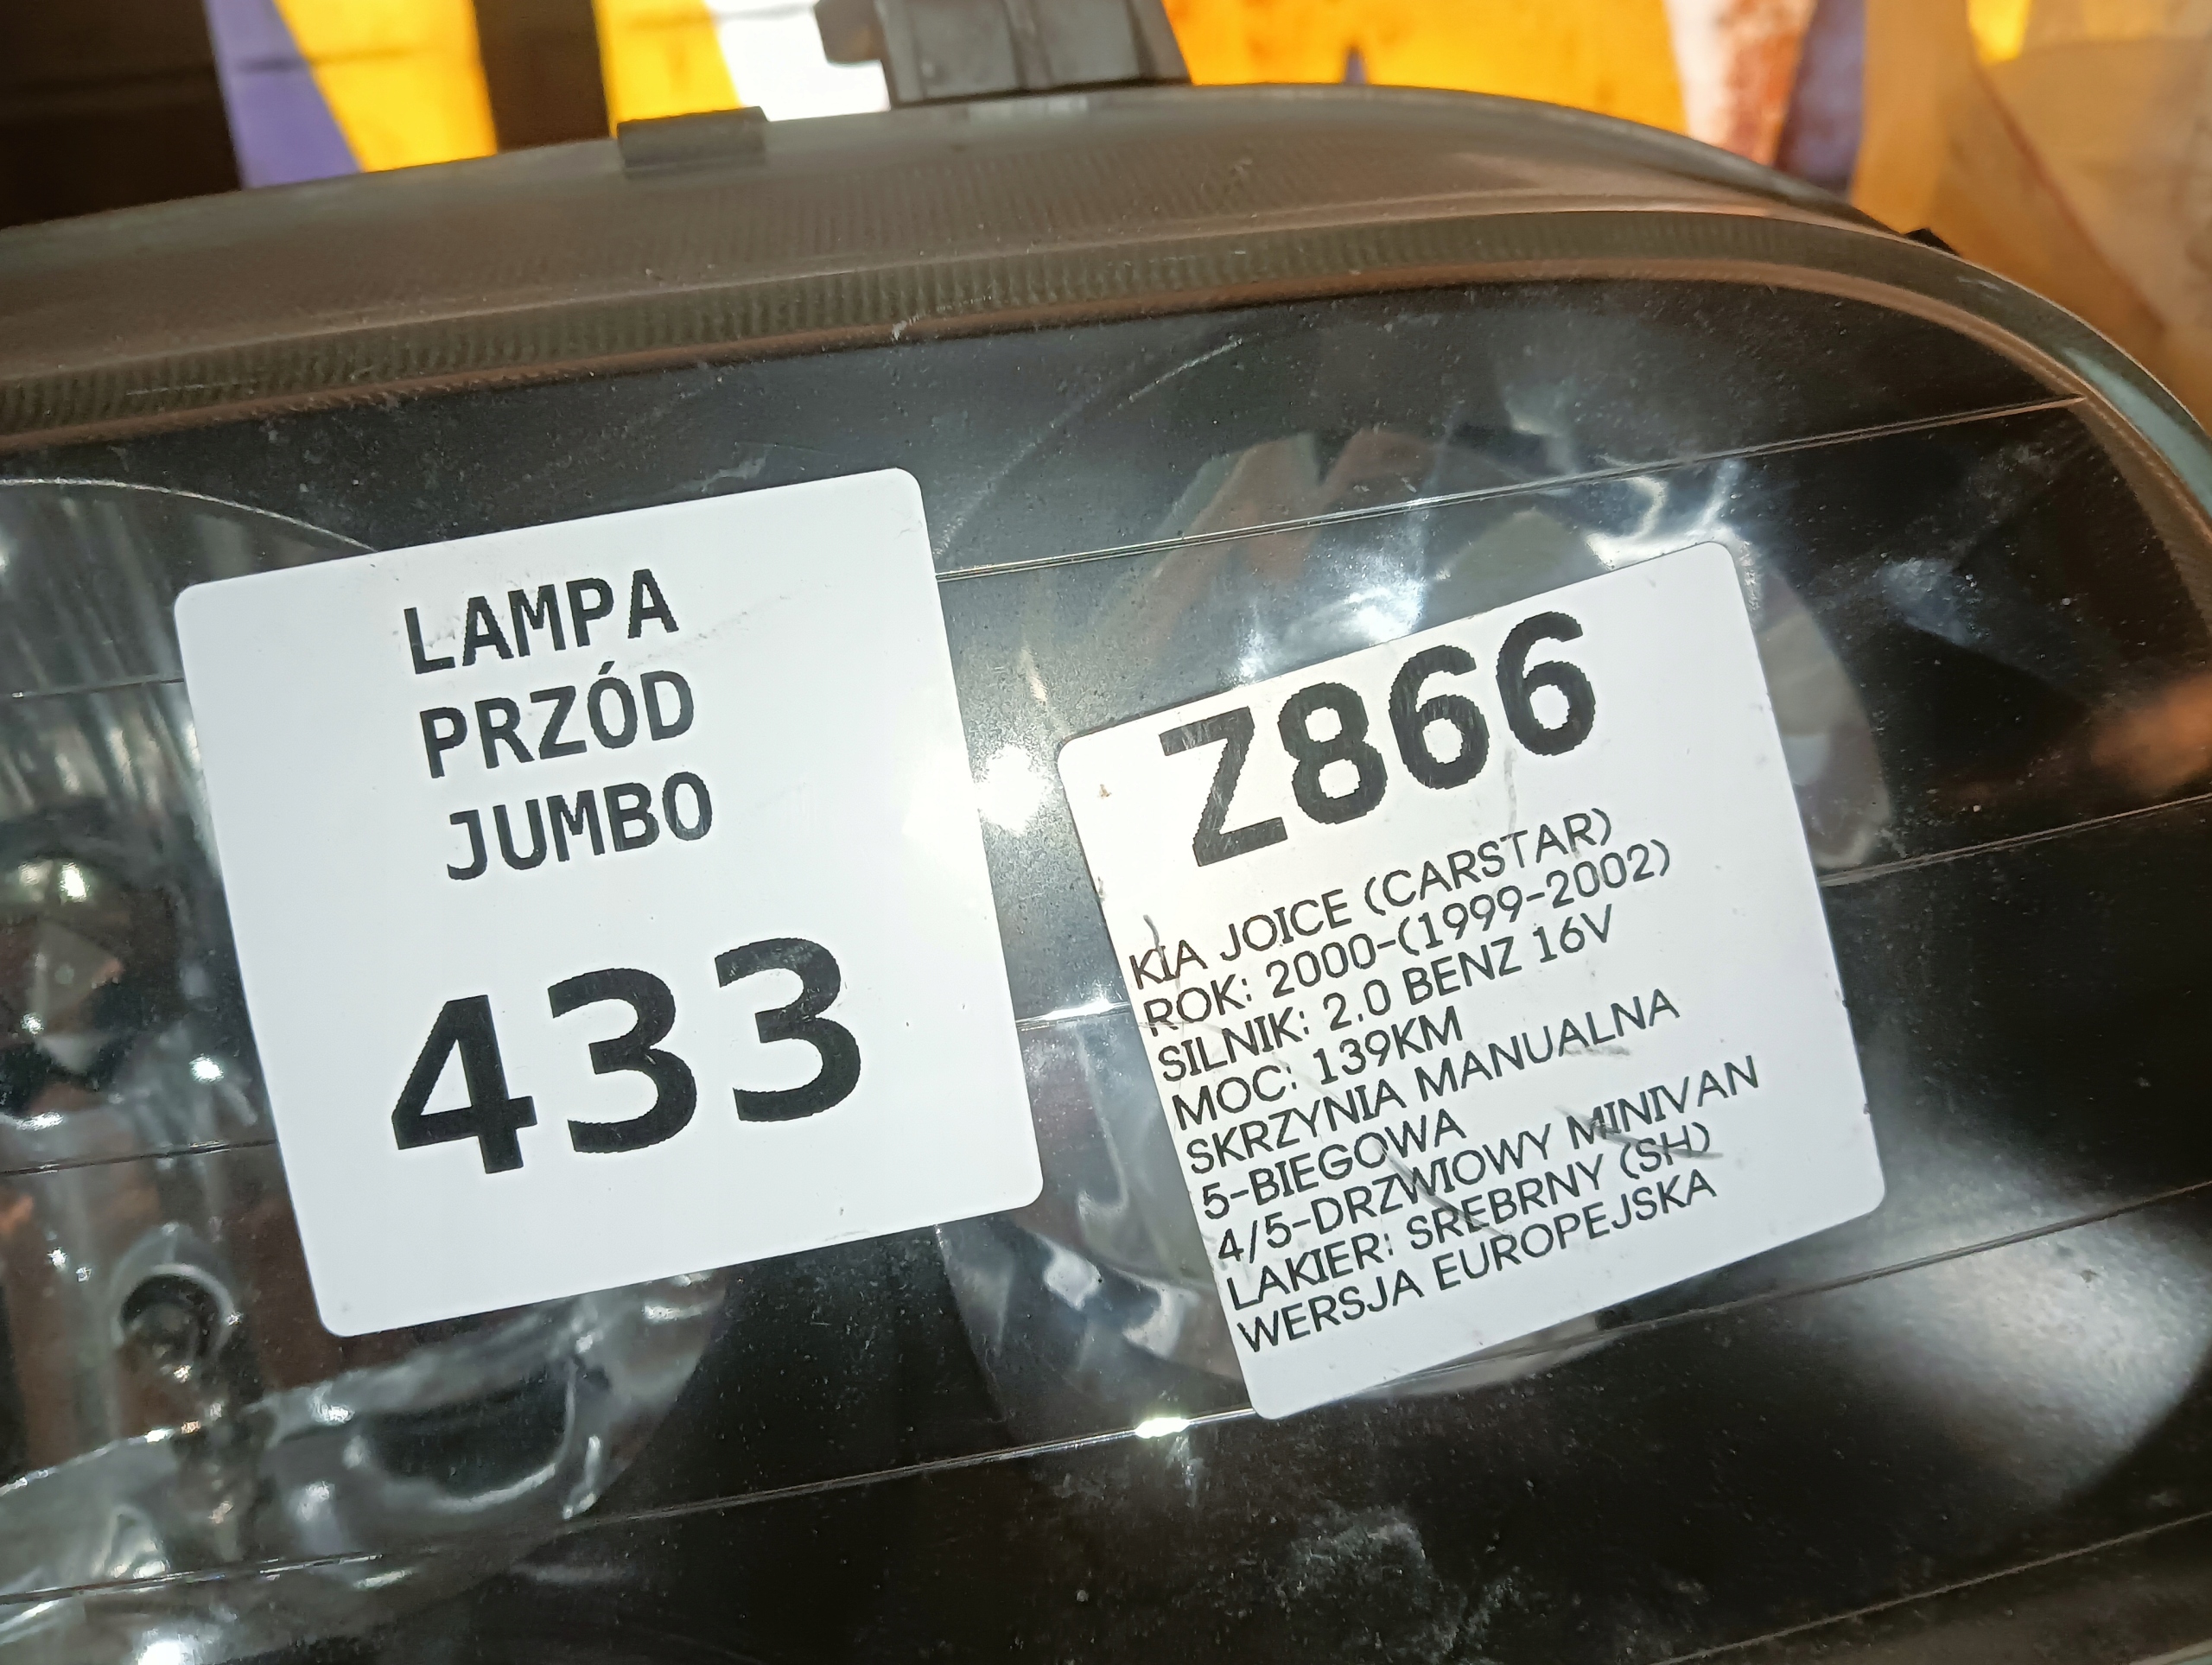 LAMPA
PRZÓD
JUMBO
433
Z866
KIA JOICE (CARSTAR)
ROK: 2000-(1999-2002)
SILNIK: 2.0 BENZ 16V
MOC: 139KM
SKRZYNIA MANUALNA
5-BIEGOWA
4/5-DRZWIOWY MINIVAN
LAKIER: SREBRNY (SH)
WERSJA EUROPEJSKA